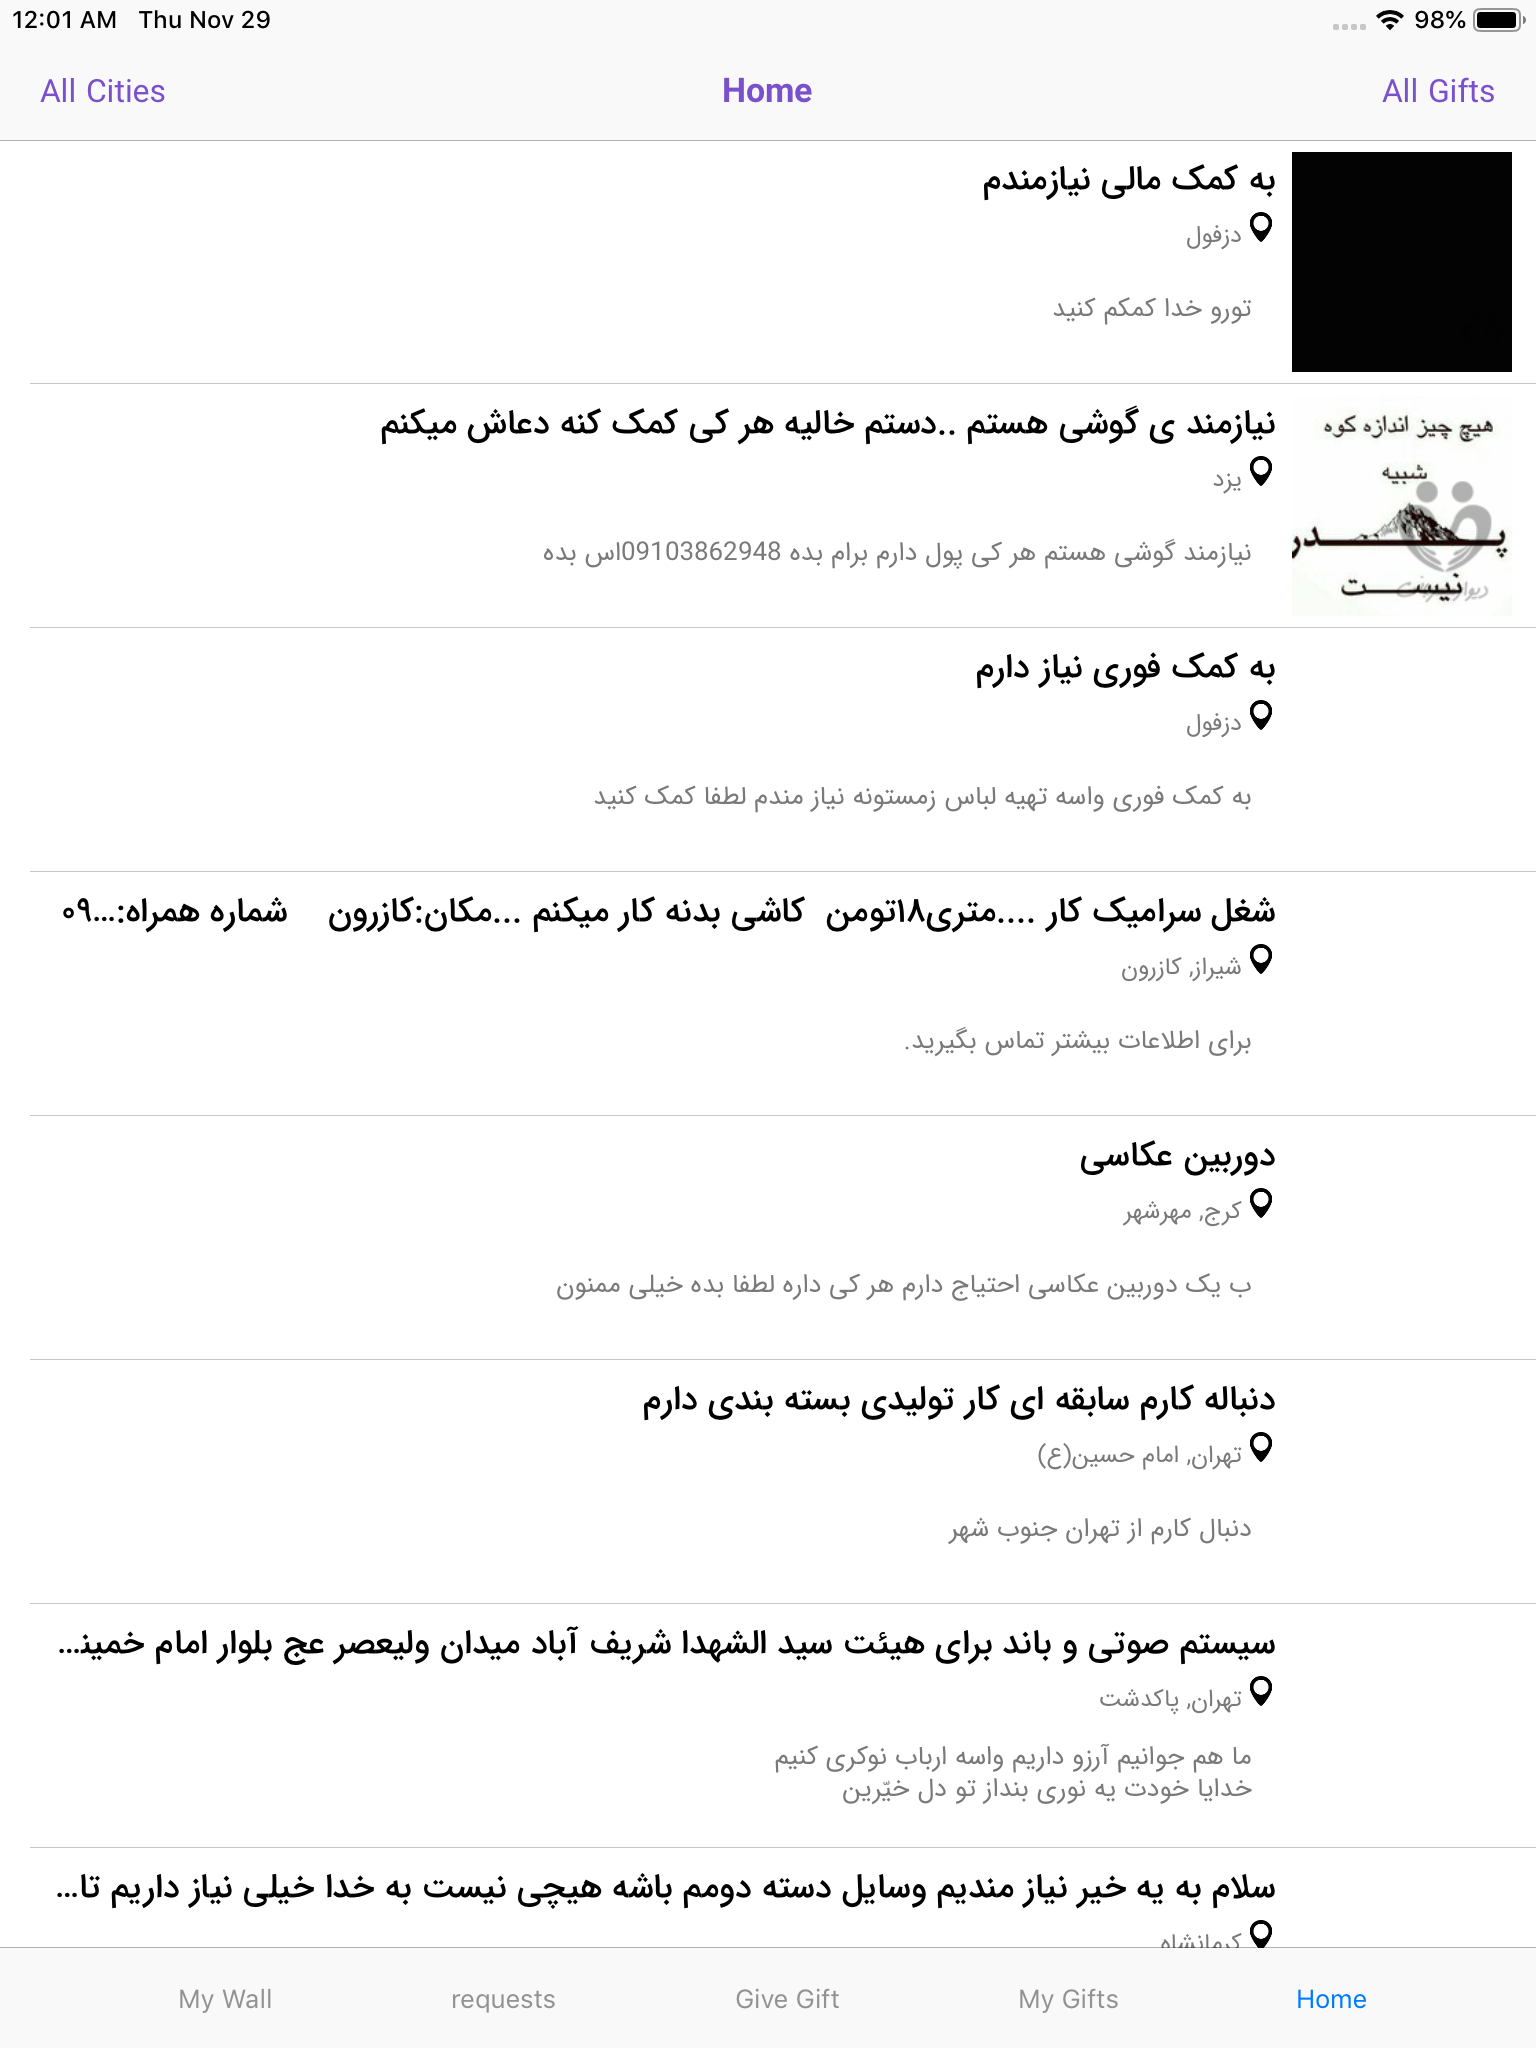 12:01 AM Thu Nov 29 98%
All Cities Home All Gifts
به کمک مالی نیازمندم
دزفول
تورو خدا کمکم کنید
نیازمند ی گوشی هستم ..دستم خالیه هر کی کمک کنه دعاش میکنم
یزد
نیازمند گوشی هستم هر کی پول دارم برام بده 09103862948اس بده
هیچ چیز اندازه کوه
شبیه
پدر
نیست
به کمک فوری نیاز دارم
دزفول
به کمک فوری واسه تهیه لباس زمستونه نیاز مندم لطفا کمک کنید
شغل سرامیک کار ....متری۱۸تومن کاشی بدنه کار میکنم ...مکان:کازرون شماره همراه:...۰۹
شیراز, کازرون
برای اطلاعات بیشتر تماس بگیرید.
دوربین عکاسی
کرج, مهرشهر
ب یک دوربین عکاسی احتیاج دارم هر کی داره لطفا بده خیلی ممنون
دنباله کارم سابقه ای کار تولیدی بسته بندی دارم
تهران, امام حسین(ع)
دنبال کارم از تهران جنوب شهر
سیستم صوتی و باند برای هیئت سید الشهدا شریف آباد میدان ولیعصر عج بلوار امام خمینـ...
تهران, پاکدشت
ما هم جوانیم آرزو داریم واسه ارباب نوکری کنیم
خدایا خودت یه نوری بنداز تو دل خیّرین
سلام به یه خیر نیاز مندیم وسایل دسته دومم باشه هیچی نیست به خدا خیلی نیاز داریم تا...
کرمانشاه
My Wall requests Give Gift My Gifts Home